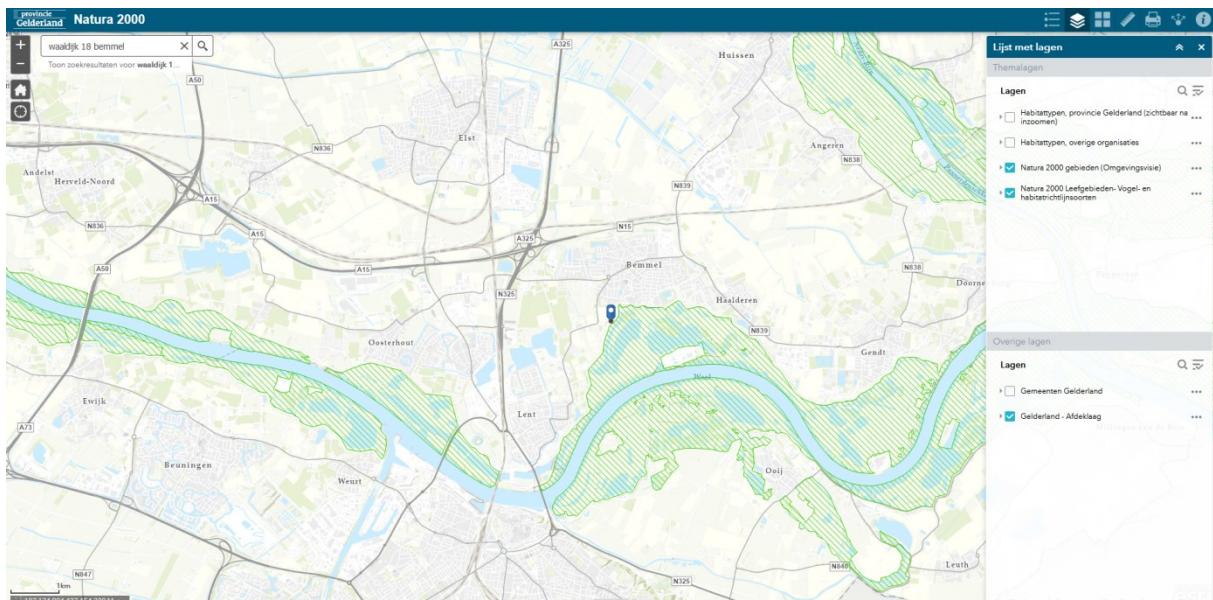 provincie
Gelderland
Natura 2000
waaldijk 18 bemmel
Toon zoekresultaten voor waaldijk 1...
Lijst met lagen
Themalagen
Lagen
Habitattypen, provincie Gelderland (zichtbaar na
inzoomen)
Habitattypen, overige organisaties
Natura 2000 gebieden (Omgevingsvisie)
Natura 2000 Leefgebieden- Vogel- en
habitatrichtlijnsoorten
Overige lagen
Lagen
Gemeenten Gelderland
Gelderland - Afdeklaag
A325
Huissen
A50
Elst
N836
Angeren
N838
Andelst
Herveld-Noord
N839
A15
N836
A15
N15
A325
A50
A15
Bemmel
N838
Doorne
N325
Haalderen
N839
Oosterhout
Gendt
Waal
Ewijk
Lent
A73
Beuningen
Weurt
Ooij
N840
Leuth
N847
N325
1km
esri